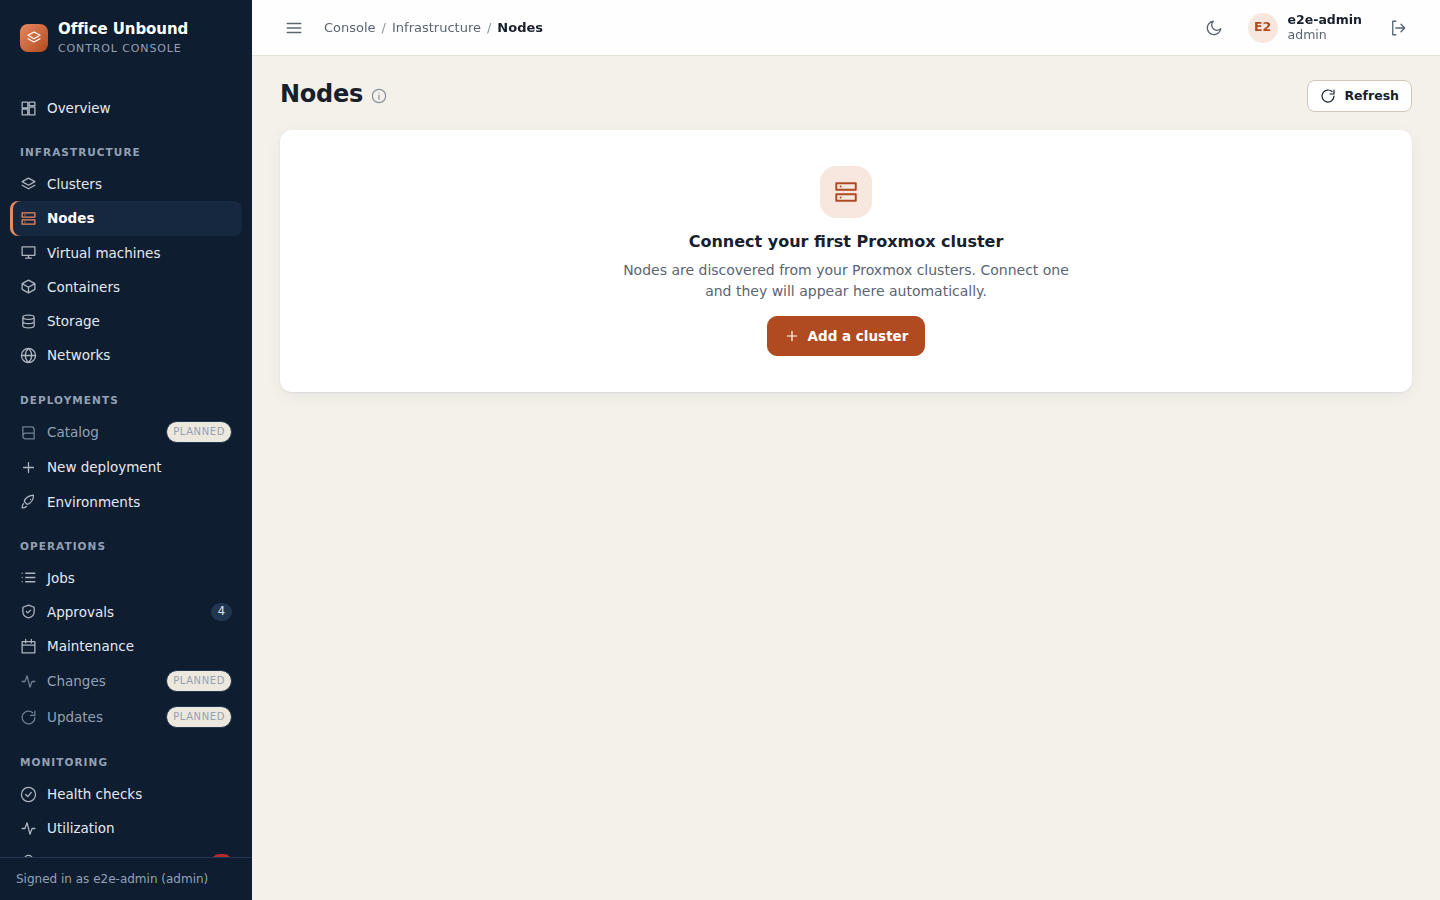 Office Unbound
CONTROL CONSOLE
Overview
INFRASTRUCTURE
Clusters
Nodes
Virtual machines
Containers
Storage
Networks
DEPLOYMENTS
Catalog PLANNED
New deployment
Environments
OPERATIONS
Jobs
Approvals 4
Maintenance
Changes PLANNED
Updates PLANNED
MONITORING
Health checks
Utilization
Signed in as e2e-admin (admin)
Console / Infrastructure / Nodes
E2 e2e-admin
admin
Nodes
Refresh
Connect your first Proxmox cluster
Nodes are discovered from your Proxmox clusters. Connect one
and they will appear here automatically.
Add a cluster